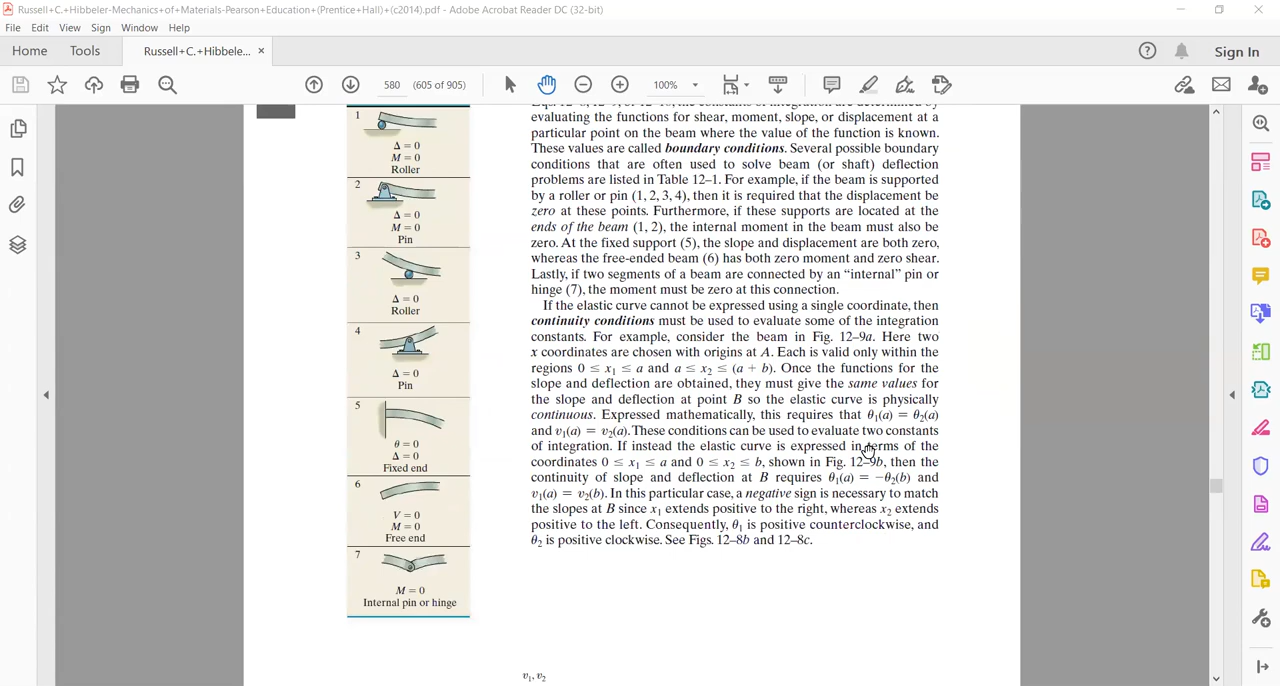 Russell+C.+Hibbeler-Mechanics+of+Materials-Pearson+Education+(Prentice+Hall)+(c2014).pdf - Adobe Acrobat Reader DC (32-bit)
File Edit View Sign Window Help
Home Tools Russell+C.+Hibbele... × Sign In
580 (605 of 905) 100%
1
Δ = 0
M = 0
Roller
2
Δ = 0
M = 0
Pin
3
Δ = 0
Roller
4
Δ = 0
Pin
5
θ = 0
Δ = 0
Fixed end
6
V = 0
M = 0
Free end
7
M = 0
Internal pin or hinge
evaluating the functions for shear, moment, slope, or displacement at a
particular point on the beam where the value of the function is known.
These values are called boundary conditions. Several possible boundary
conditions that are often used to solve beam (or shaft) deflection
problems are listed in Table 12–1. For example, if the beam is supported
by a roller or pin (1, 2, 3, 4), then it is required that the displacement be
zero at these points. Furthermore, if these supports are located at the
ends of the beam (1, 2), the internal moment in the beam must also be
zero. At the fixed support (5), the slope and displacement are both zero,
whereas the free-ended beam (6) has both zero moment and zero shear.
Lastly, if two segments of a beam are connected by an “internal” pin or
hinge (7), the moment must be zero at this connection.
If the elastic curve cannot be expressed using a single coordinate, then
continuity conditions must be used to evaluate some of the integration
constants. For example, consider the beam in Fig. 12–9a. Here two
x coordinates are chosen with origins at A. Each is valid only within the
regions 0 ≤ x₁ ≤ a and a ≤ x₂ ≤ (a + b). Once the functions for the
slope and deflection are obtained, they must give the same values for
the slope and deflection at point B so the elastic curve is physically
continuous. Expressed mathematically, this requires that θ₁(a) = θ₂(a)
and v₁(a) = v₂(a). These conditions can be used to evaluate two constants
of integration. If instead the elastic curve is expressed in terms of the
coordinates 0 ≤ x₁ ≤ a and 0 ≤ x₂ ≤ b, shown in Fig. 12–9b, then the
continuity of slope and deflection at B requires θ₁(a) = −θ₂(b) and
v₁(a) = v₂(b). In this particular case, a negative sign is necessary to match
the slopes at B since x₁ extends positive to the right, whereas x₂ extends
positive to the left. Consequently, θ₁ is positive counterclockwise, and
θ₂ is positive clockwise. See Figs. 12–8b and 12–8c.
v₁, v₂